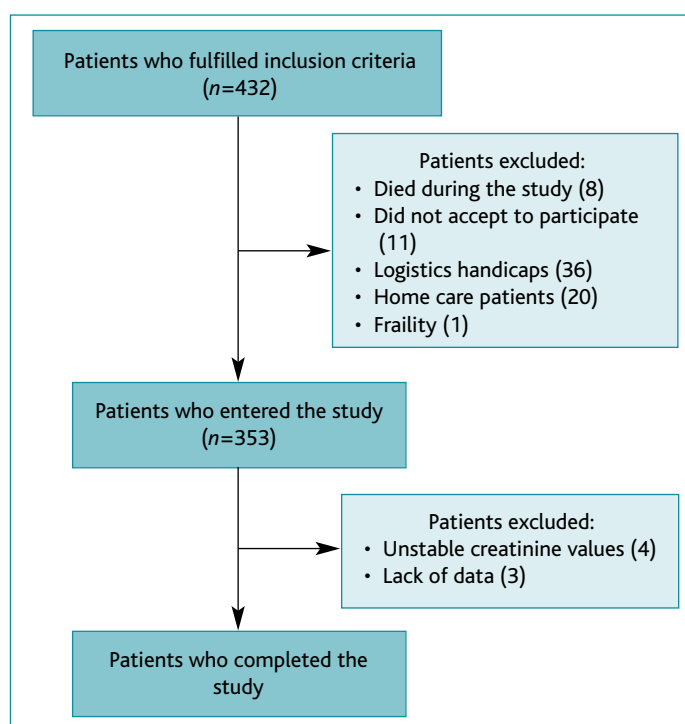 Patients who fulfilled inclusion criteria
(n=432)
Patients excluded:
• Died during the study (8)
• Did not accept to participate
(11)
• Logistics handicaps (36)
• Home care patients (20)
• Fraility (1)
Patients who entered the study
(n=353)
Patients excluded:
• Unstable creatinine values (4)
• Lack of data (3)
Patients who completed the
study